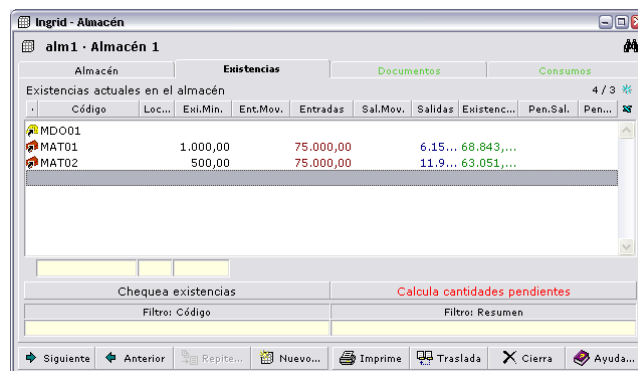 Ingrid - Almacén
alm1 · Almacén 1
Almacén Existencias Documentos Consumos
Existencias actuales en el almacén 4 / 3
· Código Loc... Exi.Min. Ent.Mov. Entradas Sal.Mov. Salidas Existenc... Pen.Sal. Pen...
MDO01
MAT01 1.000,00 75.000,00 6.15... 68.843,...
MAT02 500,00 75.000,00 11.9... 63.051,...
Chequea existencias Calcula cantidades pendientes
Filtro: Código Filtro: Resumen
Siguiente Anterior Repite... Nuevo... Imprime Traslada Cierra Ayuda...